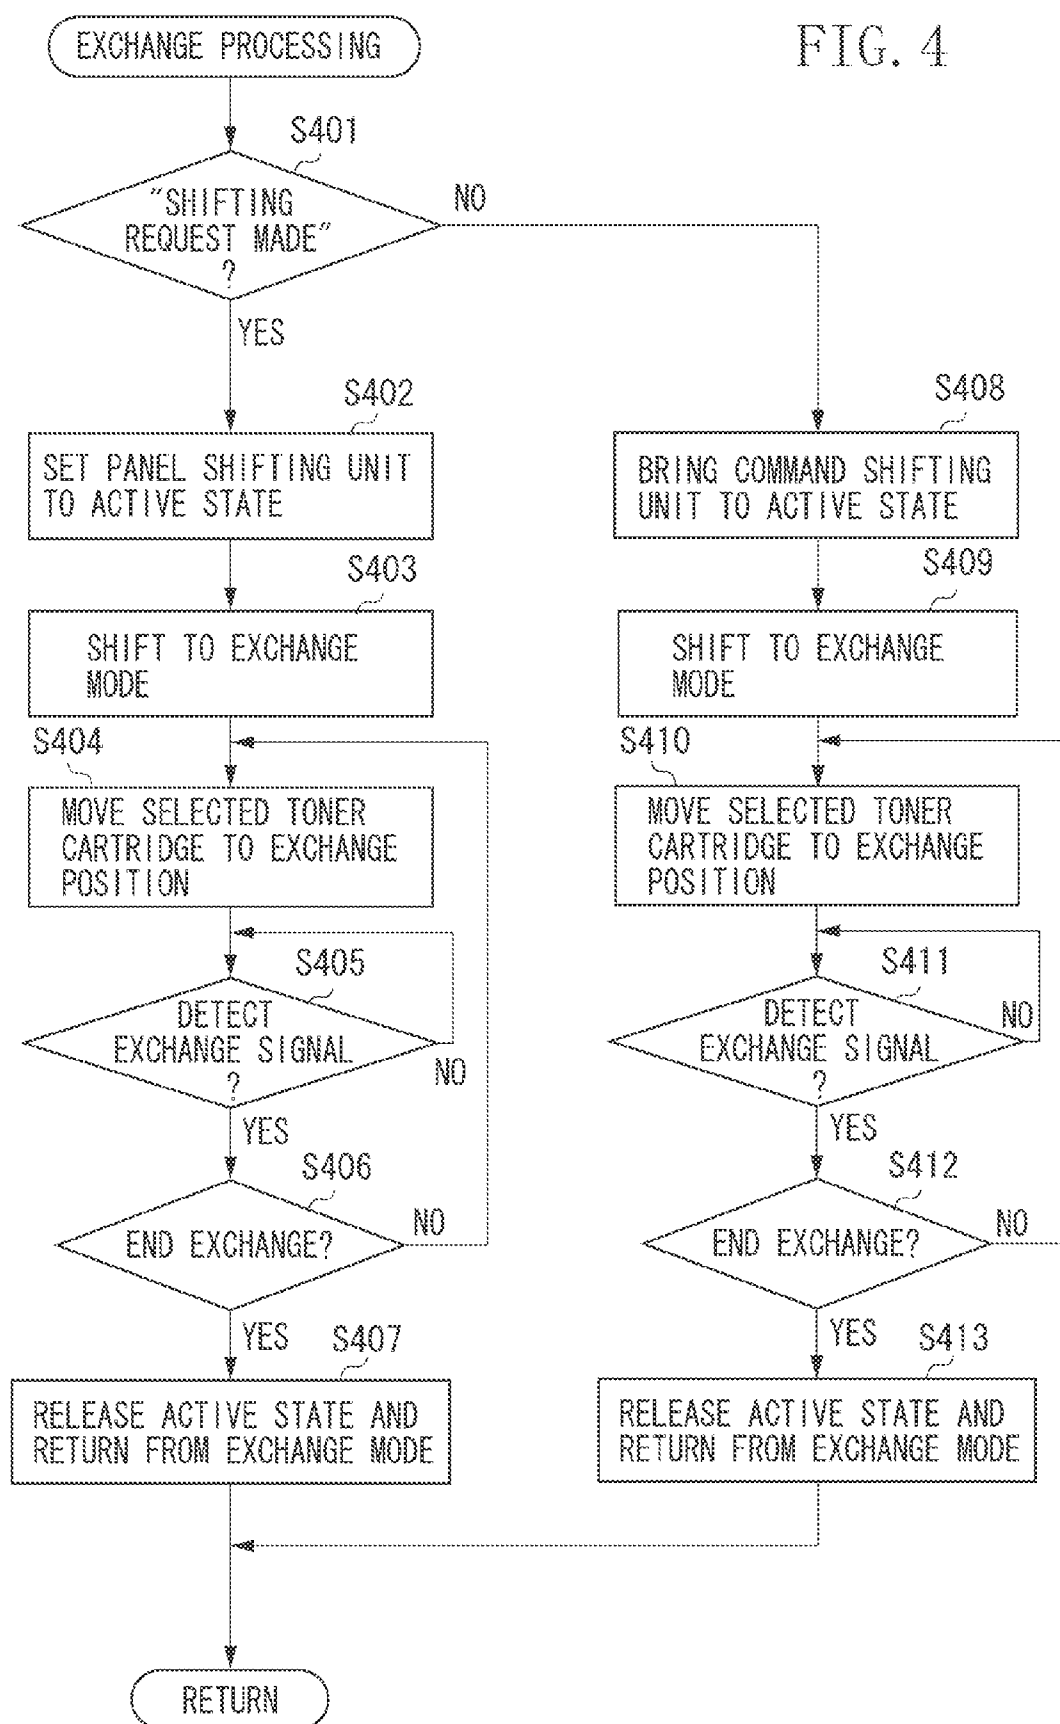 EXCHANGE PROCESSING
FIG. 4
S401
"SHIFTING
REQUEST MADE"
?
NO
YES
S402
SET PANEL SHIFTING UNIT
TO ACTIVE STATE
S403
SHIFT TO EXCHANGE
MODE
S404
MOVE SELECTED TONER
CARTRIDGE TO EXCHANGE
POSITION
S405
DETECT
EXCHANGE SIGNAL
?
NO
YES
S406
END EXCHANGE?
NO
YES
S407
RELEASE ACTIVE STATE AND
RETURN FROM EXCHANGE MODE
S408
BRING COMMAND SHIFTING
UNIT TO ACTIVE STATE
S409
SHIFT TO EXCHANGE
MODE
S410
MOVE SELECTED TONER
CARTRIDGE TO EXCHANGE
POSITION
S411
DETECT
EXCHANGE SIGNAL
?
NO
YES
S412
END EXCHANGE?
NO
YES
S413
RELEASE ACTIVE STATE AND
RETURN FROM EXCHANGE MODE
RETURN